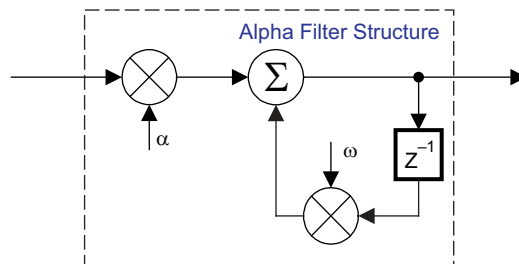 Alpha Filter Structure
Σ
α
ω
z⁻¹